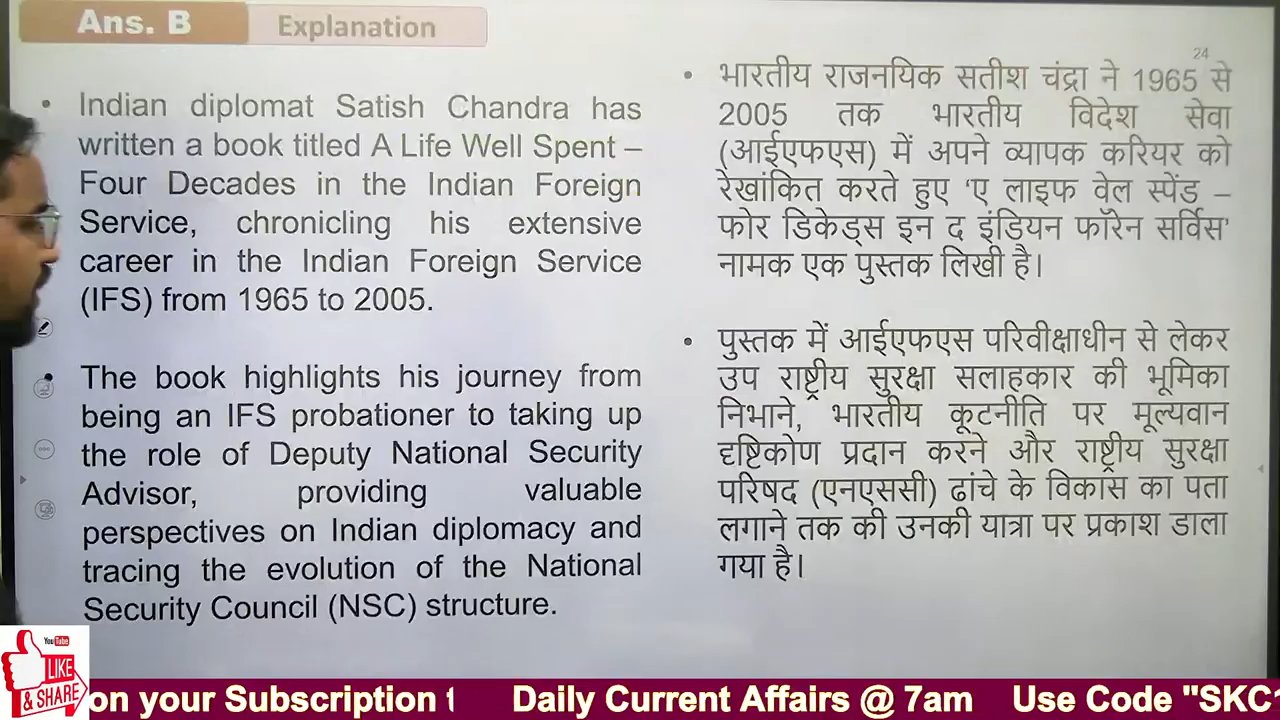 Ans. B
Explanation
24
Indian diplomat Satish Chandra has
written a book titled A Life Well Spent –
Four Decades in the Indian Foreign
Service, chronicling his extensive
career in the Indian Foreign Service
(IFS) from 1965 to 2005.
The book highlights his journey from
being an IFS probationer to taking up
the role of Deputy National Security
Advisor, providing valuable
perspectives on Indian diplomacy and
tracing the evolution of the National
Security Council (NSC) structure.
भारतीय राजनयिक सतीश चंद्रा ने 1965 से
2005 तक भारतीय विदेश सेवा
(आईएफएस) में अपने व्यापक करियर को
रेखांकित करते हुए ‘ए लाइफ वेल स्पेंड –
फोर डिकेड्स इन द इंडियन फॉरेन सर्विस’
नामक एक पुस्तक लिखी है।
पुस्तक में आईएफएस परिवीक्षाधीन से लेकर
उप राष्ट्रीय सुरक्षा सलाहकार की भूमिका
निभाने, भारतीय कूटनीति पर मूल्यवान
दृष्टिकोण प्रदान करने और राष्ट्रीय सुरक्षा
परिषद (एनएससी) ढांचे के विकास का पता
लगाने तक की उनकी यात्रा पर प्रकाश डाला
गया है।
YouTube
LIKE
& SHARE
on your Subscription t Daily Current Affairs @ 7am Use Code "SKC1